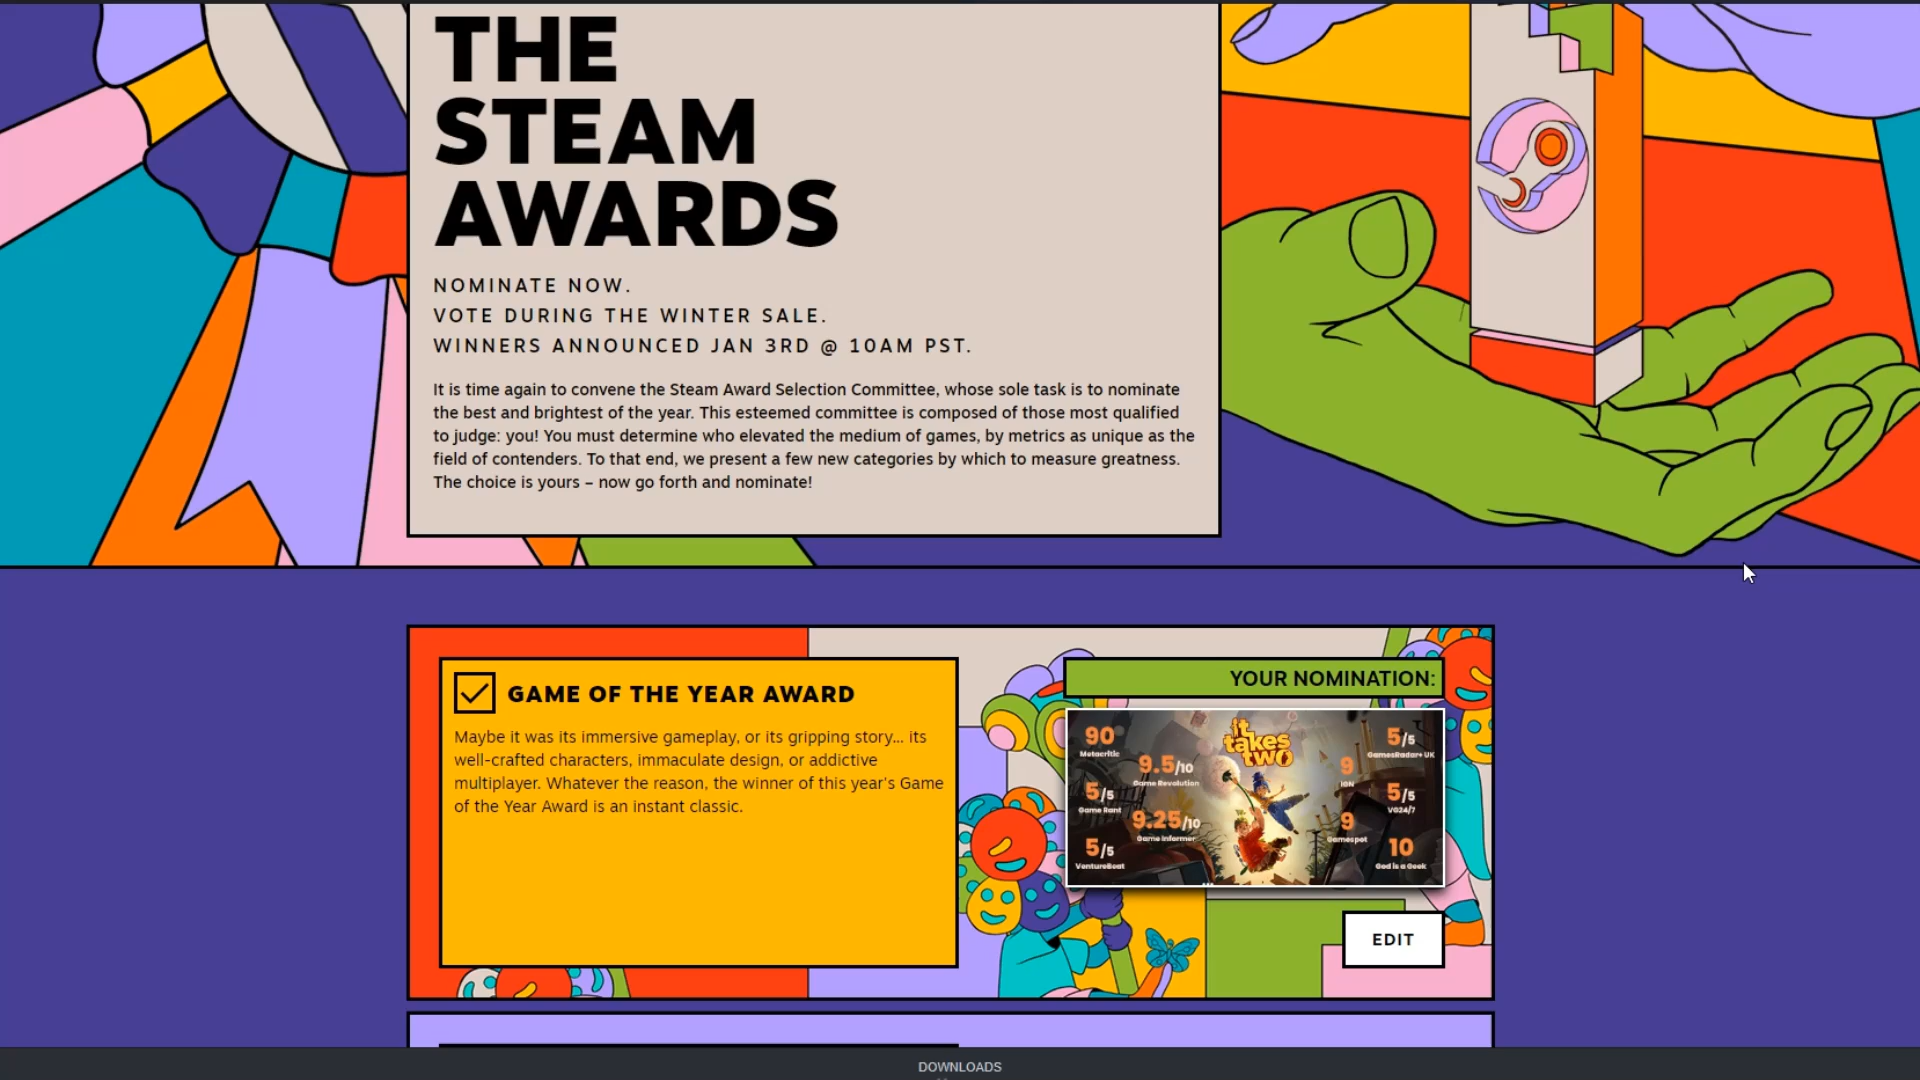 THE
STEAM
AWARDS
NOMINATE NOW.
VOTE DURING THE WINTER SALE.
WINNERS ANNOUNCED JAN 3RD @ 10AM PST.
It is time again to convene the Steam Award Selection Committee, whose sole task is to nominate
the best and brightest of the year. This esteemed committee is composed of those most qualified
to judge: you! You must determine who elevated the medium of games, by metrics as unique as the
field of contenders. To that end, we present a few new categories by which to measure greatness.
The choice is yours – now go forth and nominate!
GAME OF THE YEAR AWARD
Maybe it was its immersive gameplay, or its gripping story... its
well-crafted characters, immaculate design, or addictive
multiplayer. Whatever the reason, the winner of this year's Game
of the Year Award is an instant classic.
YOUR NOMINATION:
90
Metacritic
9.5/10
Game Revolution
5/5
Game Rant
9.25/10
Game Informer
5/5
VentureBeat
it
takes
two
5/5
GamesRadar+ UK
9
IGN
5/5
VG24/7
9
Gamespot
10
God is a Geek
EDIT
DOWNLOADS